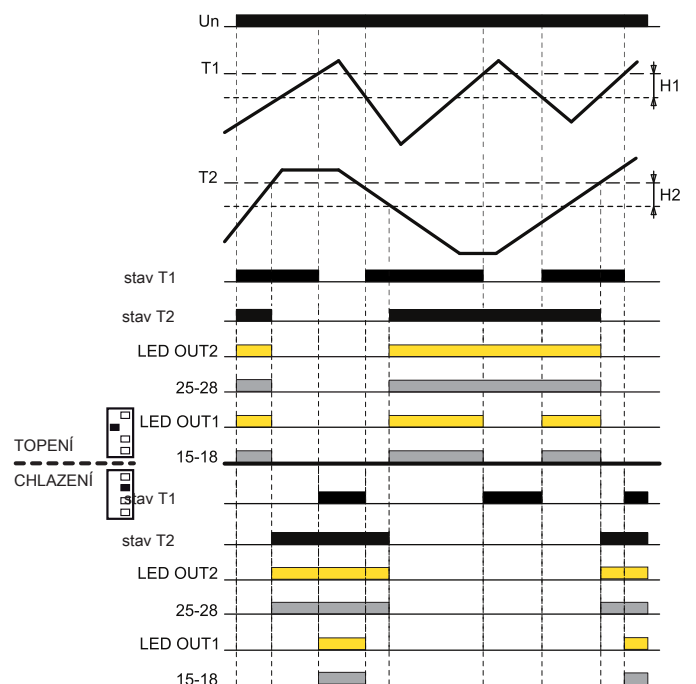 Un
T1
H1
T2
H2
stav T1
stav T2
LED OUT2
25-28
LED OUT1
15-18
TOPENÍ
CHLAZENÍ
stav T1
stav T2
LED OUT2
25-28
LED OUT1
15-18